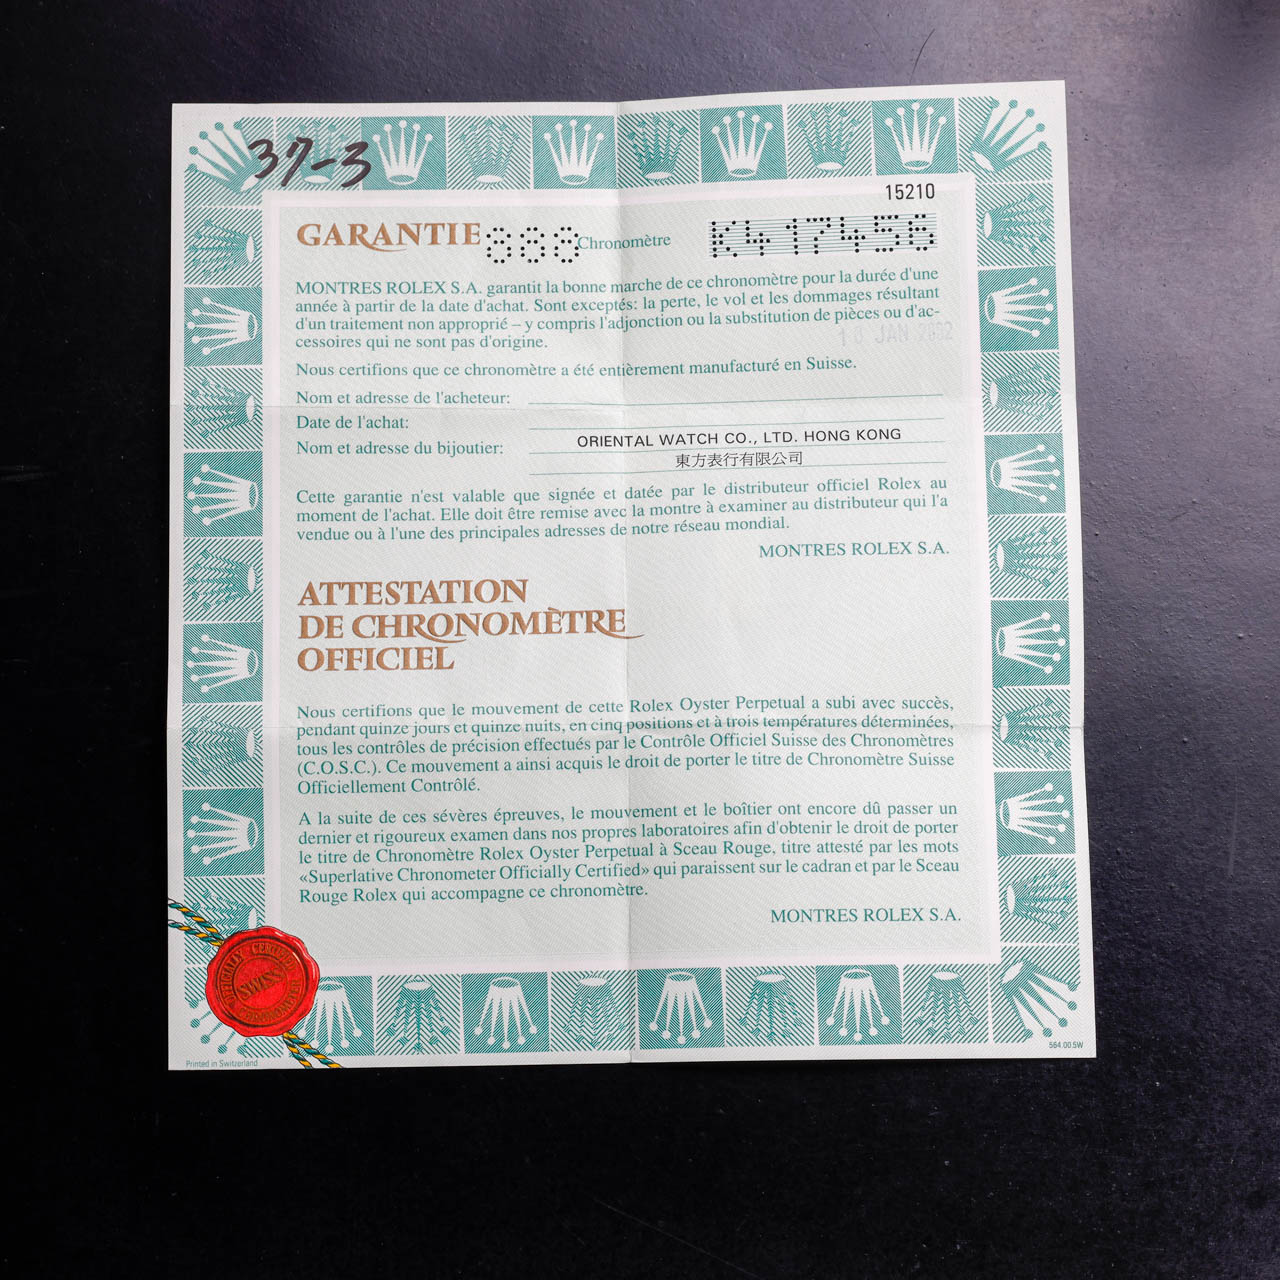 37-3
15210
GARANTIE 888 Chronomètre K417456
MONTRES ROLEX S.A. garantit la bonne marche de ce chronomètre pour la durée d'une
année à partir de la date d'achat. Sont exceptés: la perte, le vol et les dommages résultant
d'un traitement non approprié – y compris l'adjonction ou la substitution de pièces ou d'ac-
cessoires qui ne sont pas d'origine.
JAN 2002
Nous certifions que ce chronomètre a été entièrement manufacturé en Suisse.
Nom et adresse de l'acheteur:
Date de l'achat:
Nom et adresse du bijoutier: ORIENTAL WATCH CO., LTD. HONG KONG
東方表行有限公司
Cette garantie n'est valable que signée et datée par le distributeur officiel Rolex au
moment de l'achat. Elle doit être remise avec la montre à examiner au distributeur qui l'a
vendue ou à l'une des principales adresses de notre réseau mondial.
MONTRES ROLEX S.A.
ATTESTATION
DE CHRONOMÈTRE
OFFICIEL
Nous certifions que le mouvement de cette Rolex Oyster Perpetual a subi avec succès,
pendant quinze jours et quinze nuits, en cinq positions et à trois températures déterminées,
tous les contrôles de précision effectués par le Contrôle Officiel Suisse des Chronomètres
(C.O.S.C.). Ce mouvement a ainsi acquis le droit de porter le titre de Chronomètre Suisse
Officiellement Contrôlé.
A la suite de ces sévères épreuves, le mouvement et le boîtier ont encore dû passer un
dernier et rigoureux examen dans nos propres laboratoires afin d'obtenir le droit de porter
le titre de Chronomètre Rolex Oyster Perpetual à Sceau Rouge, titre attesté par les mots
«Superlative Chronometer Officially Certified» qui paraissent sur le cadran et par le Sceau
Rouge Rolex qui accompagne ce chronomètre.
MONTRES ROLEX S.A.
OFFICIALLY CERTIFIED
SWISS
CHRONOMETER
Printed in Switzerland
564.00.5W